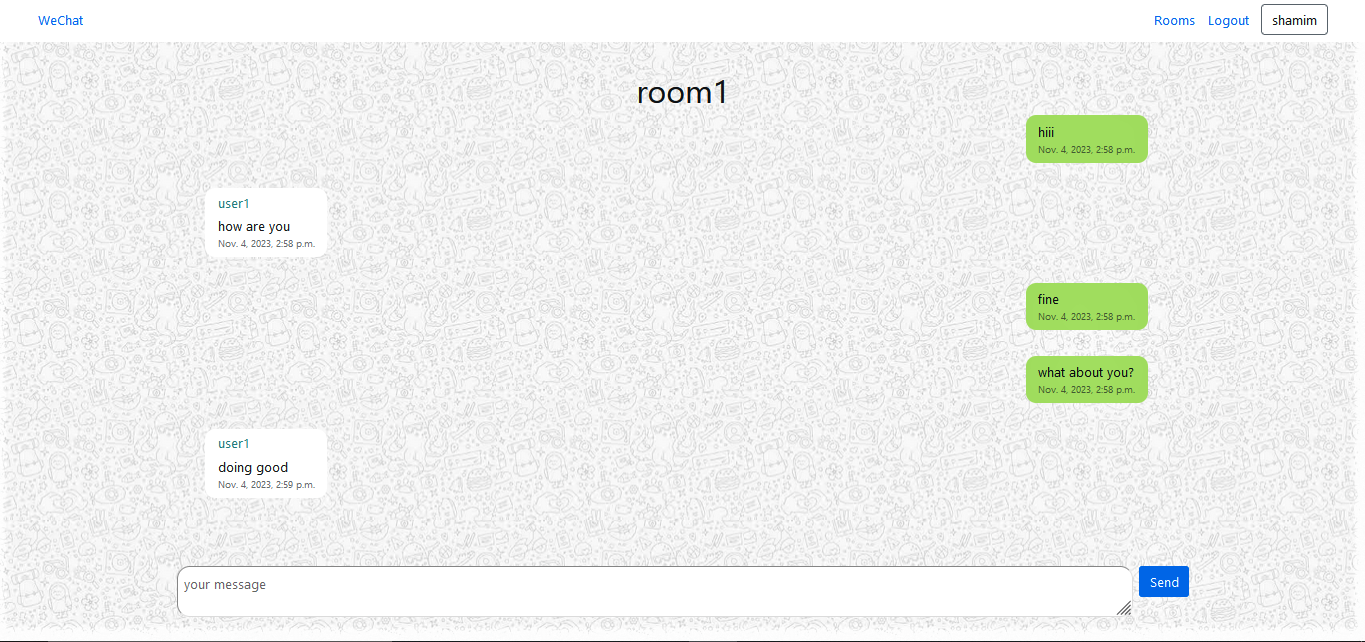 WeChat
Rooms
Logout
shamim
room1
hiii
Nov. 4, 2023, 2:58 p.m.
user1
how are you
Nov. 4, 2023, 2:58 p.m.
fine
Nov. 4, 2023, 2:58 p.m.
what about you?
Nov. 4, 2023, 2:58 p.m.
user1
doing good
Nov. 4, 2023, 2:59 p.m.
your message
Send